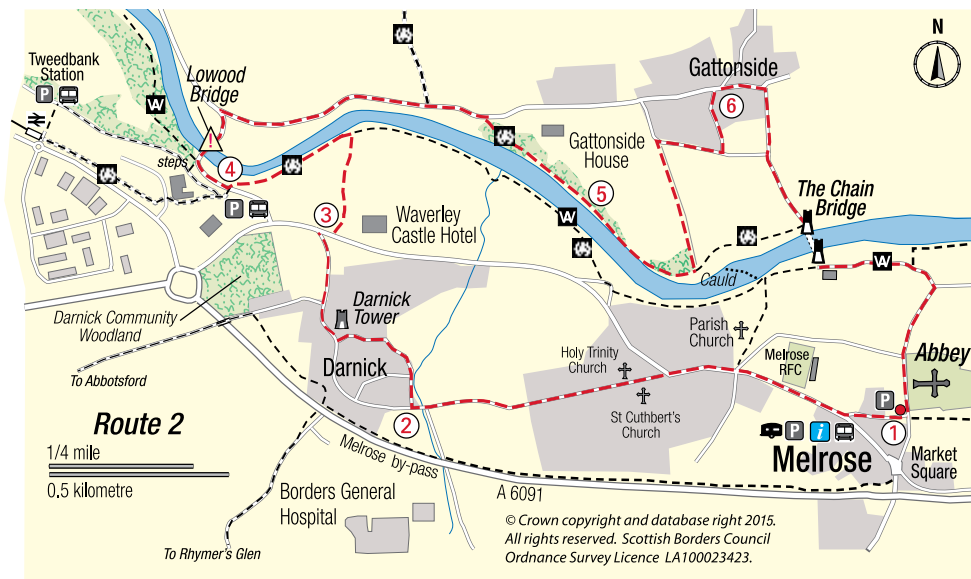 Tweedbank
Station
P
Lowood
Bridge
!
W
steps
4
P
3
Waverley
Castle Hotel
Gattonside
6
Gattonside
House
5
W
N
The Chain
Bridge
W
Cauld
Darnick Community
Woodland
Darnick
Tower
Darnick
To Abbotsford
2
Holy Trinity
Church
St Cuthbert's
Church
Parish
Church
Melrose
RFC
Abbey
P
1
P i
Melrose
Market
Square
Route 2
1/4 mile
0.5 kilometre
Melrose by-pass
A 6091
Borders General
Hospital
To Rhymer's Glen
© Crown copyright and database right 2015.
All rights reserved. Scottish Borders Council
Ordnance Survey Licence LA100023423.